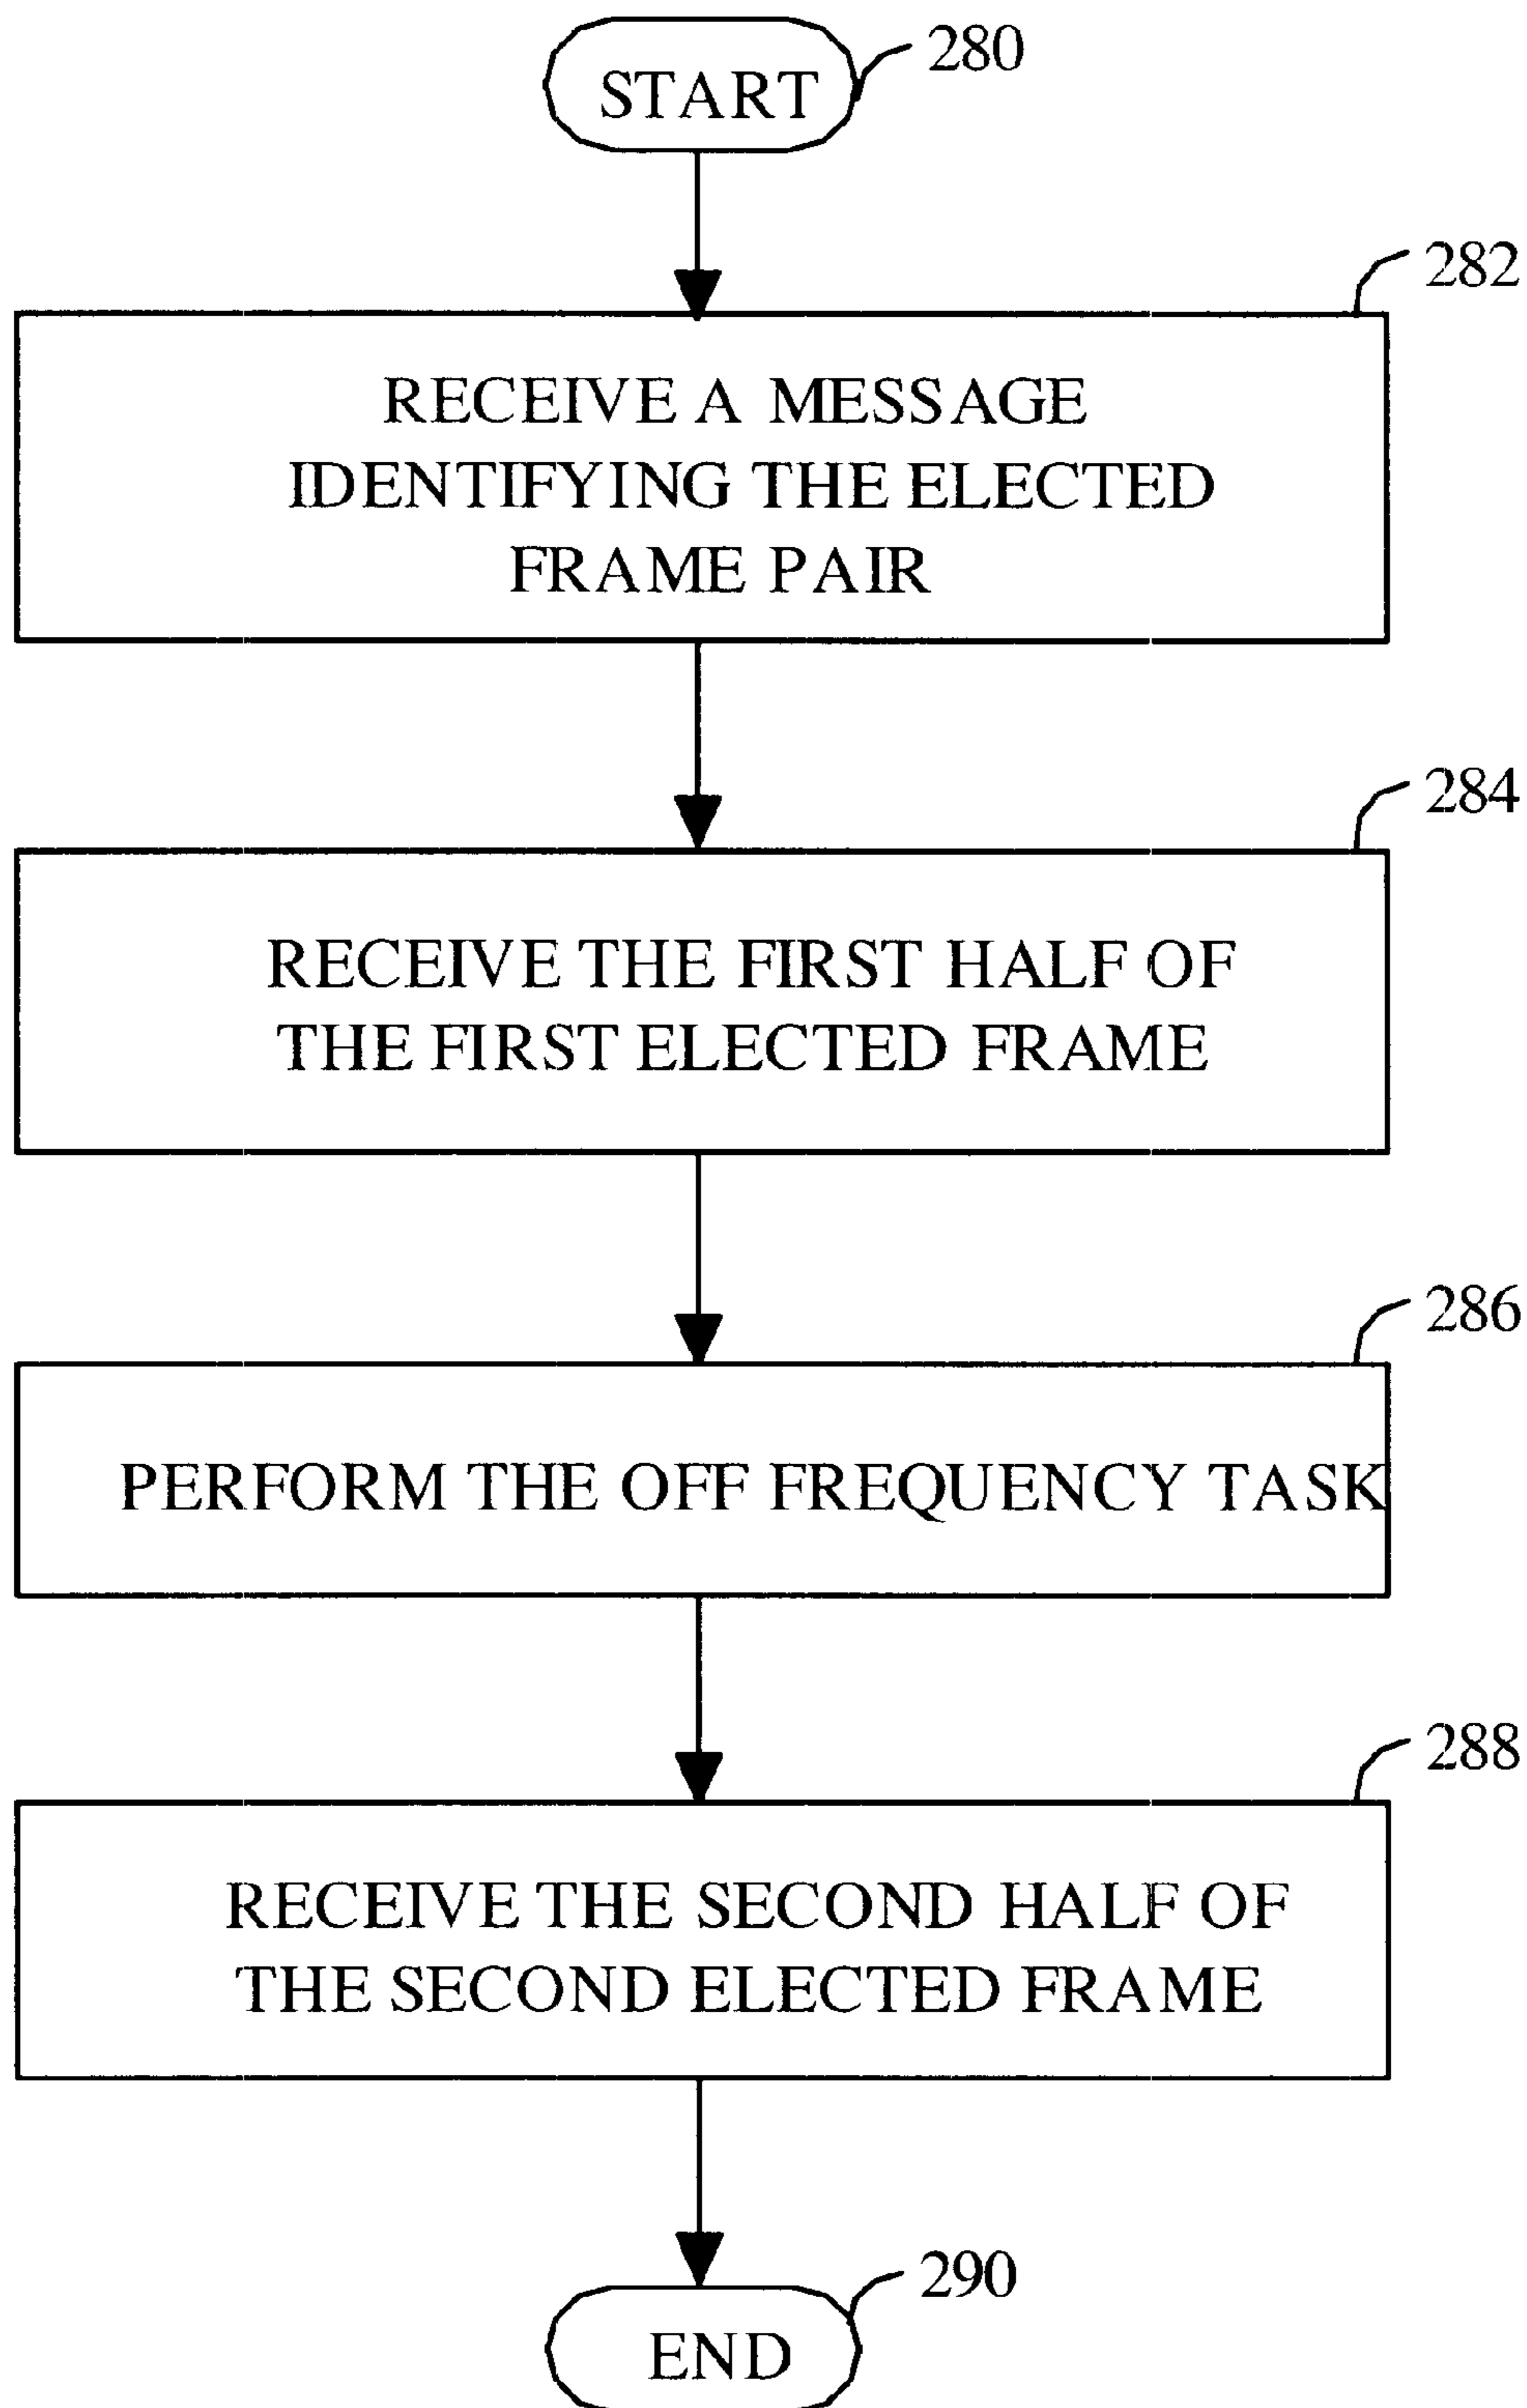 START
280
282
RECEIVE A MESSAGE
IDENTIFYING THE ELECTED
FRAME PAIR
284
RECEIVE THE FIRST HALF OF
THE FIRST ELECTED FRAME
286
PERFORM THE OFF FREQUENCY TASK
288
RECEIVE THE SECOND HALF OF
THE SECOND ELECTED FRAME
290
END